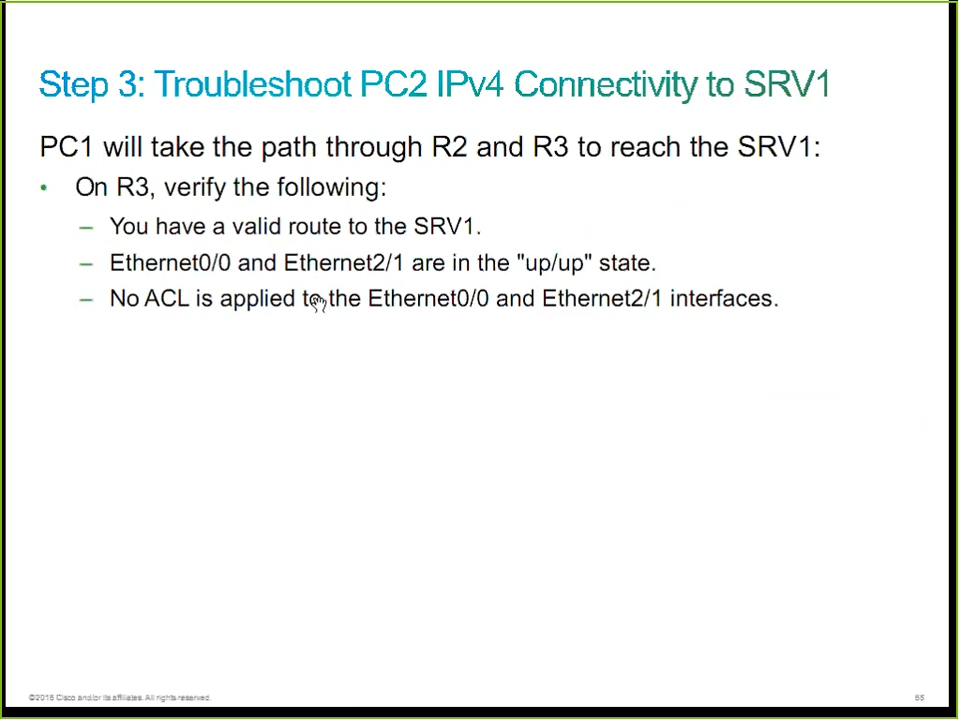 Step 3: Troubleshoot PC2 IPv4 Connectivity to SRV1
PC1 will take the path through R2 and R3 to reach the SRV1:
• On R3, verify the following:
– You have a valid route to the SRV1.
– Ethernet0/0 and Ethernet2/1 are in the "up/up" state.
– No ACL is applied to the Ethernet0/0 and Ethernet2/1 interfaces.
©2016 Cisco and/or its affiliates. All rights reserved.
65